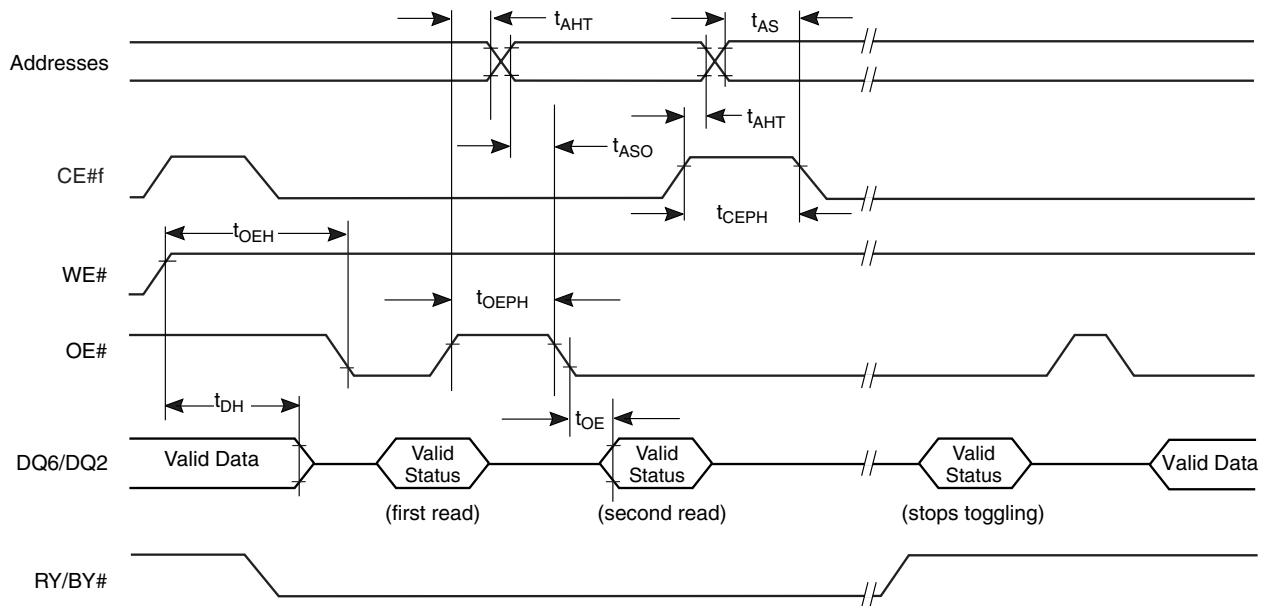 tAHT
tAS
Addresses
tAHT
tASO
CE#f
tCEPH
tOEH
WE#
tOEPH
OE#
tDH
tOE
DQ6/DQ2
Valid Data
Valid
Status
Valid
Status
Valid
Status
Valid Data
(first read)
(second read)
(stops toggling)
RY/BY#